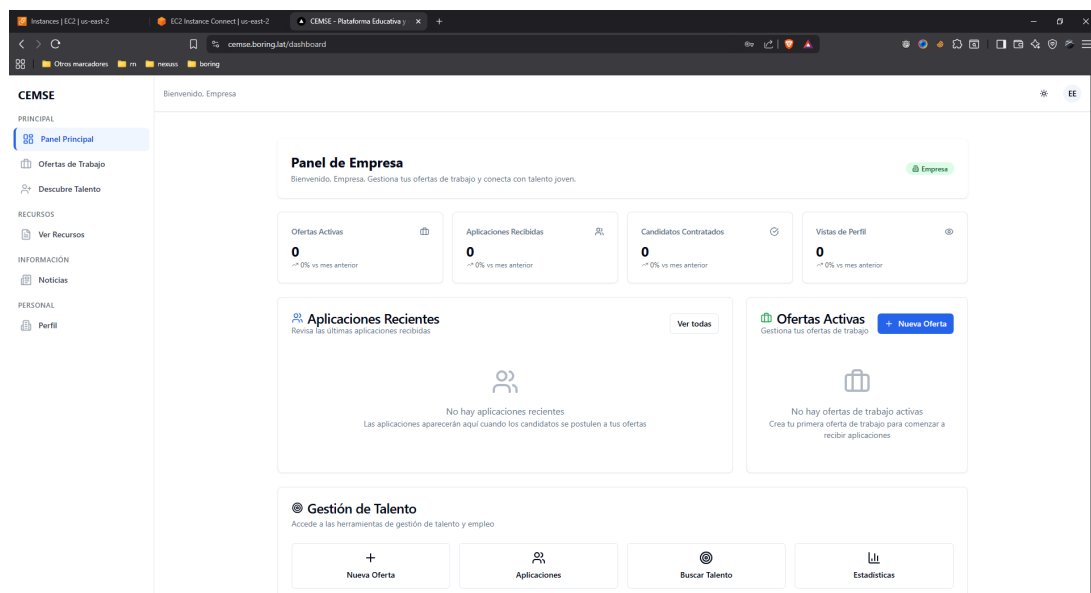 Instances | EC2 | us-east-2
EC2 Instance Connect | us-east-2
CEMSE - Plataforma Educativa y
cemse.boring.lat/dashboard
Otros marcadores
rn
nexuss
boring
CEMSE
Bienvenido, Empresa
EE
PRINCIPAL
Panel Principal
Ofertas de Trabajo
Descubre Talento
RECURSOS
Ver Recursos
INFORMACIÓN
Noticias
PERSONAL
Perfil
Panel de Empresa
Bienvenido, Empresa. Gestiona tus ofertas de trabajo y conecta con talento joven.
Empresa
Ofertas Activas
0
0% vs mes anterior
Aplicaciones Recibidas
0
0% vs mes anterior
Candidatos Contratados
0
0% vs mes anterior
Vistas de Perfil
0
0% vs mes anterior
Aplicaciones Recientes
Revisa las últimas aplicaciones recibidas
Ver todas
No hay aplicaciones recientes
Las aplicaciones aparecerán aquí cuando los candidatos se postulen a tus ofertas
Ofertas Activas
Gestiona tus ofertas de trabajo
+ Nueva Oferta
No hay ofertas de trabajo activas
Crea tu primera oferta de trabajo para comenzar a
recibir aplicaciones
Gestión de Talento
Accede a las herramientas de gestión de talento y empleo
Nueva Oferta
Aplicaciones
Buscar Talento
Estadísticas